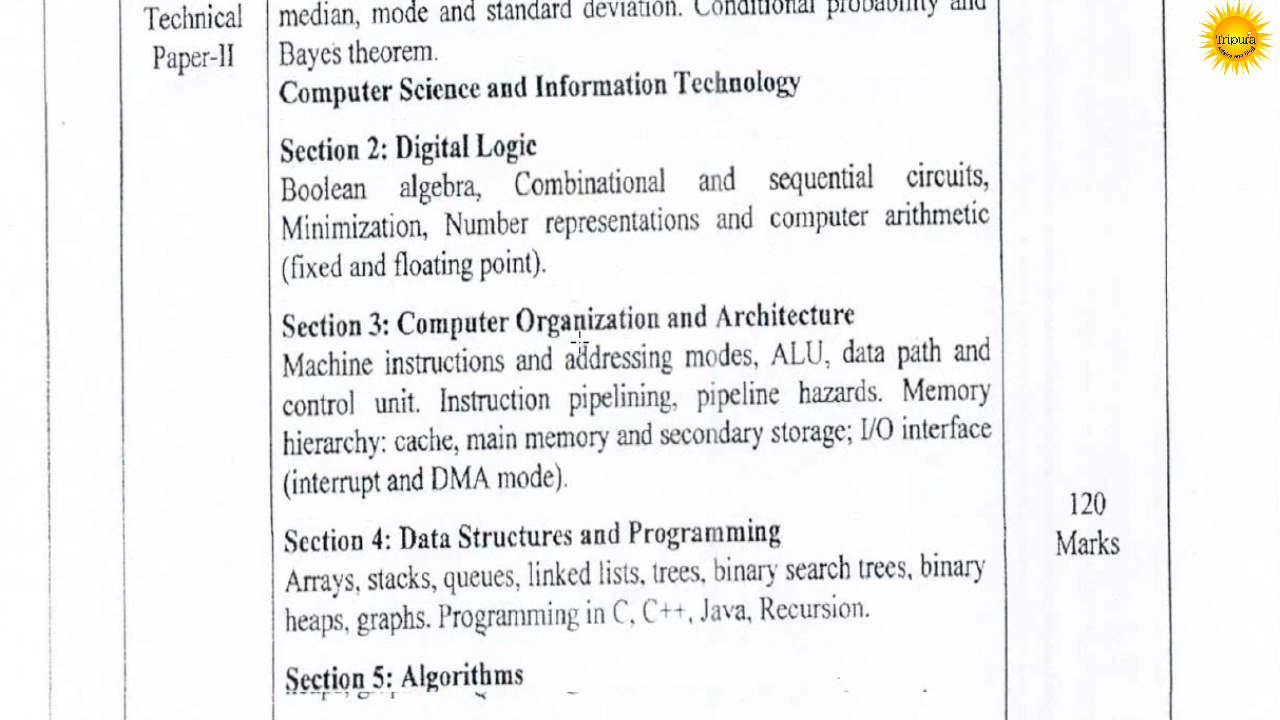 Technical
Paper-II
median, mode and standard deviation. Conditional probability and
Bayes theorem.
Computer Science and Information Technology
Section 2: Digital Logic
Boolean algebra, Combinational and sequential circuits,
Minimization, Number representations and computer arithmetic
(fixed and floating point).
Section 3: Computer Organization and Architecture
Machine instructions and addressing modes, ALU, data path and
control unit. Instruction pipelining, pipeline hazards. Memory
hierarchy: cache, main memory and secondary storage; I/O interface
(interrupt and DMA mode).
Section 4: Data Structures and Programming
Arrays, stacks, queues, linked lists, trees, binary search trees, binary
heaps, graphs. Programming in C, C++, Java, Recursion.
Section 5: Algorithms
120
Marks
Tripura